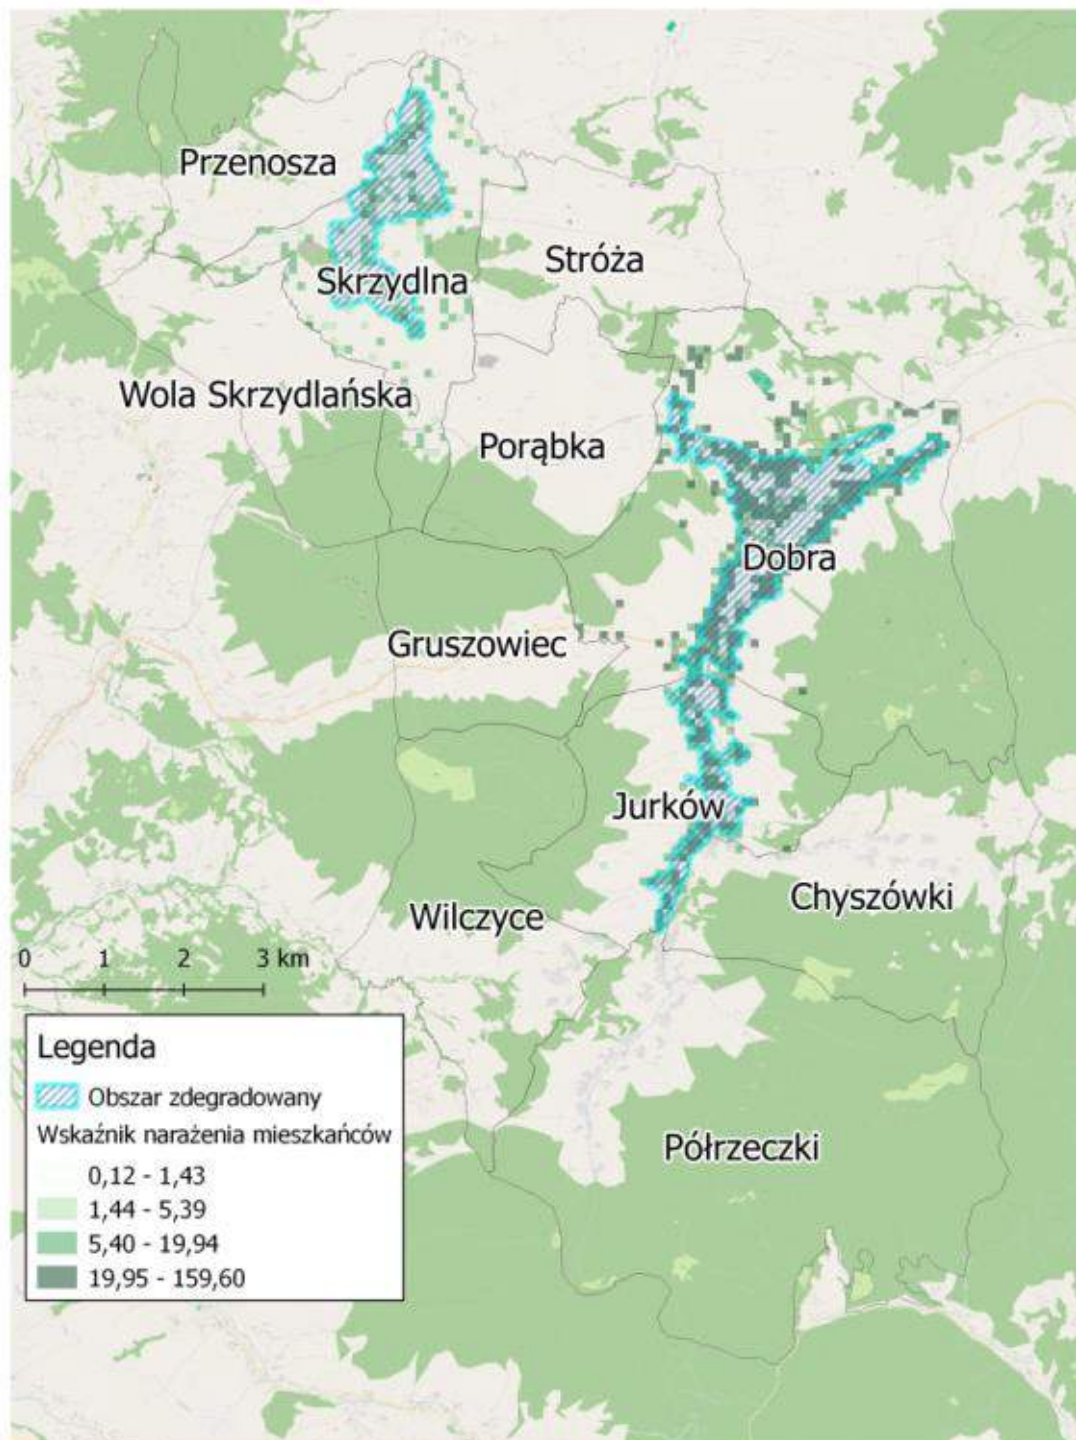 Przenosza
Stróża
Skrzydlna
Wola Skrzydlańska
Porąbka
Dobra
Gruszowiec
Jurków
Chyszówki
Wilczyce
0 1 2 3 km
Legenda
Obszar zdegradowany
Wskaźnik narażenia mieszkańców
0,12 - 1,43
1,44 - 5,39
5,40 - 19,94
19,95 - 159,60
Półrzeczki